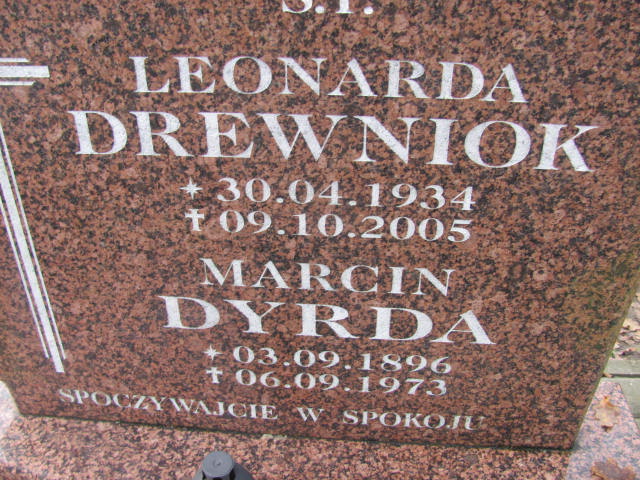 Ś.P.
LEONARDA
DREWNIOK
* 30.04.1934
✝ 09.10.2005
MARCIN
DYRDA
* 03.09.1896
✝ 06.09.1973
SPOCZYWAJCIE W SPOKOJU